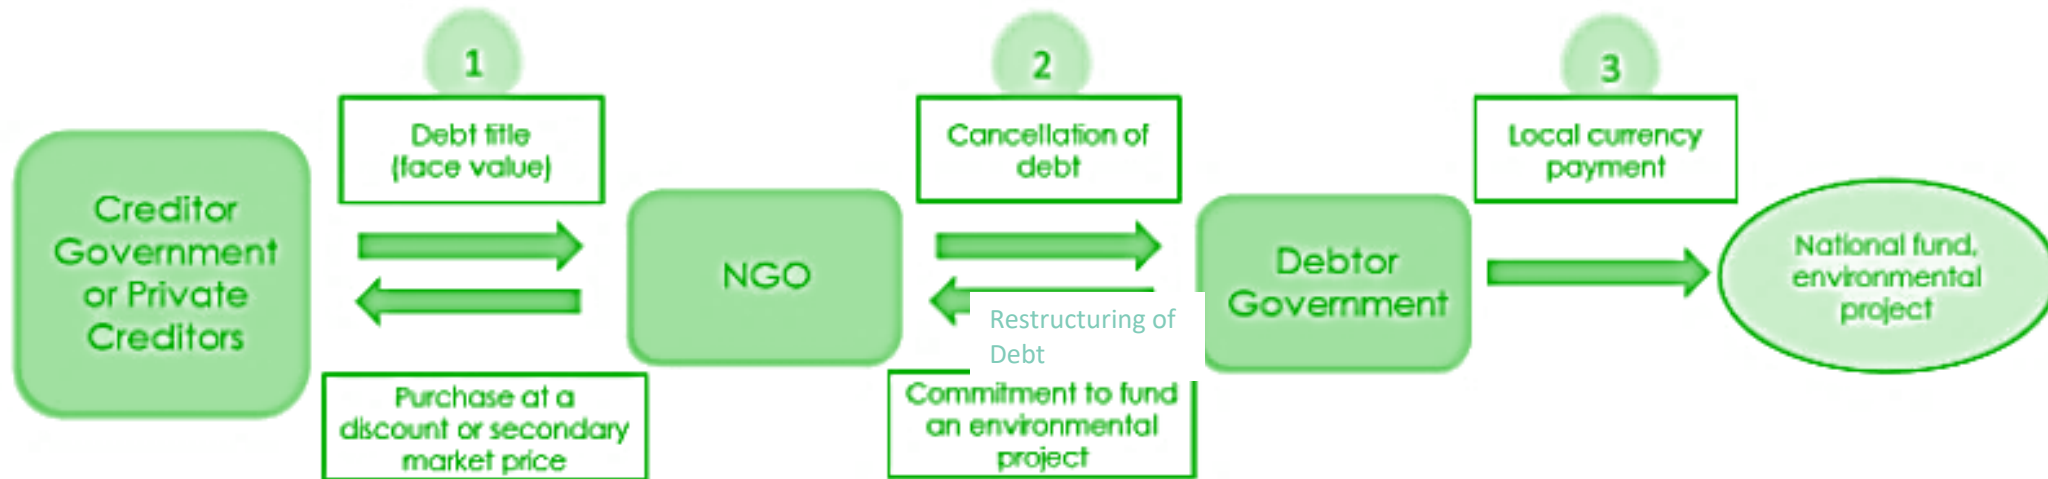 1
2
3
Debt title
(face value)
Cancellation of
debt
Local currency
payment
Creditor
Government
or Private
Creditors
NGO
Debtor
Government
National fund,
environmental
project
Restructuring of
Debt
Purchase at a
discount or secondary
market price
Commitment to fund
an environmental
project